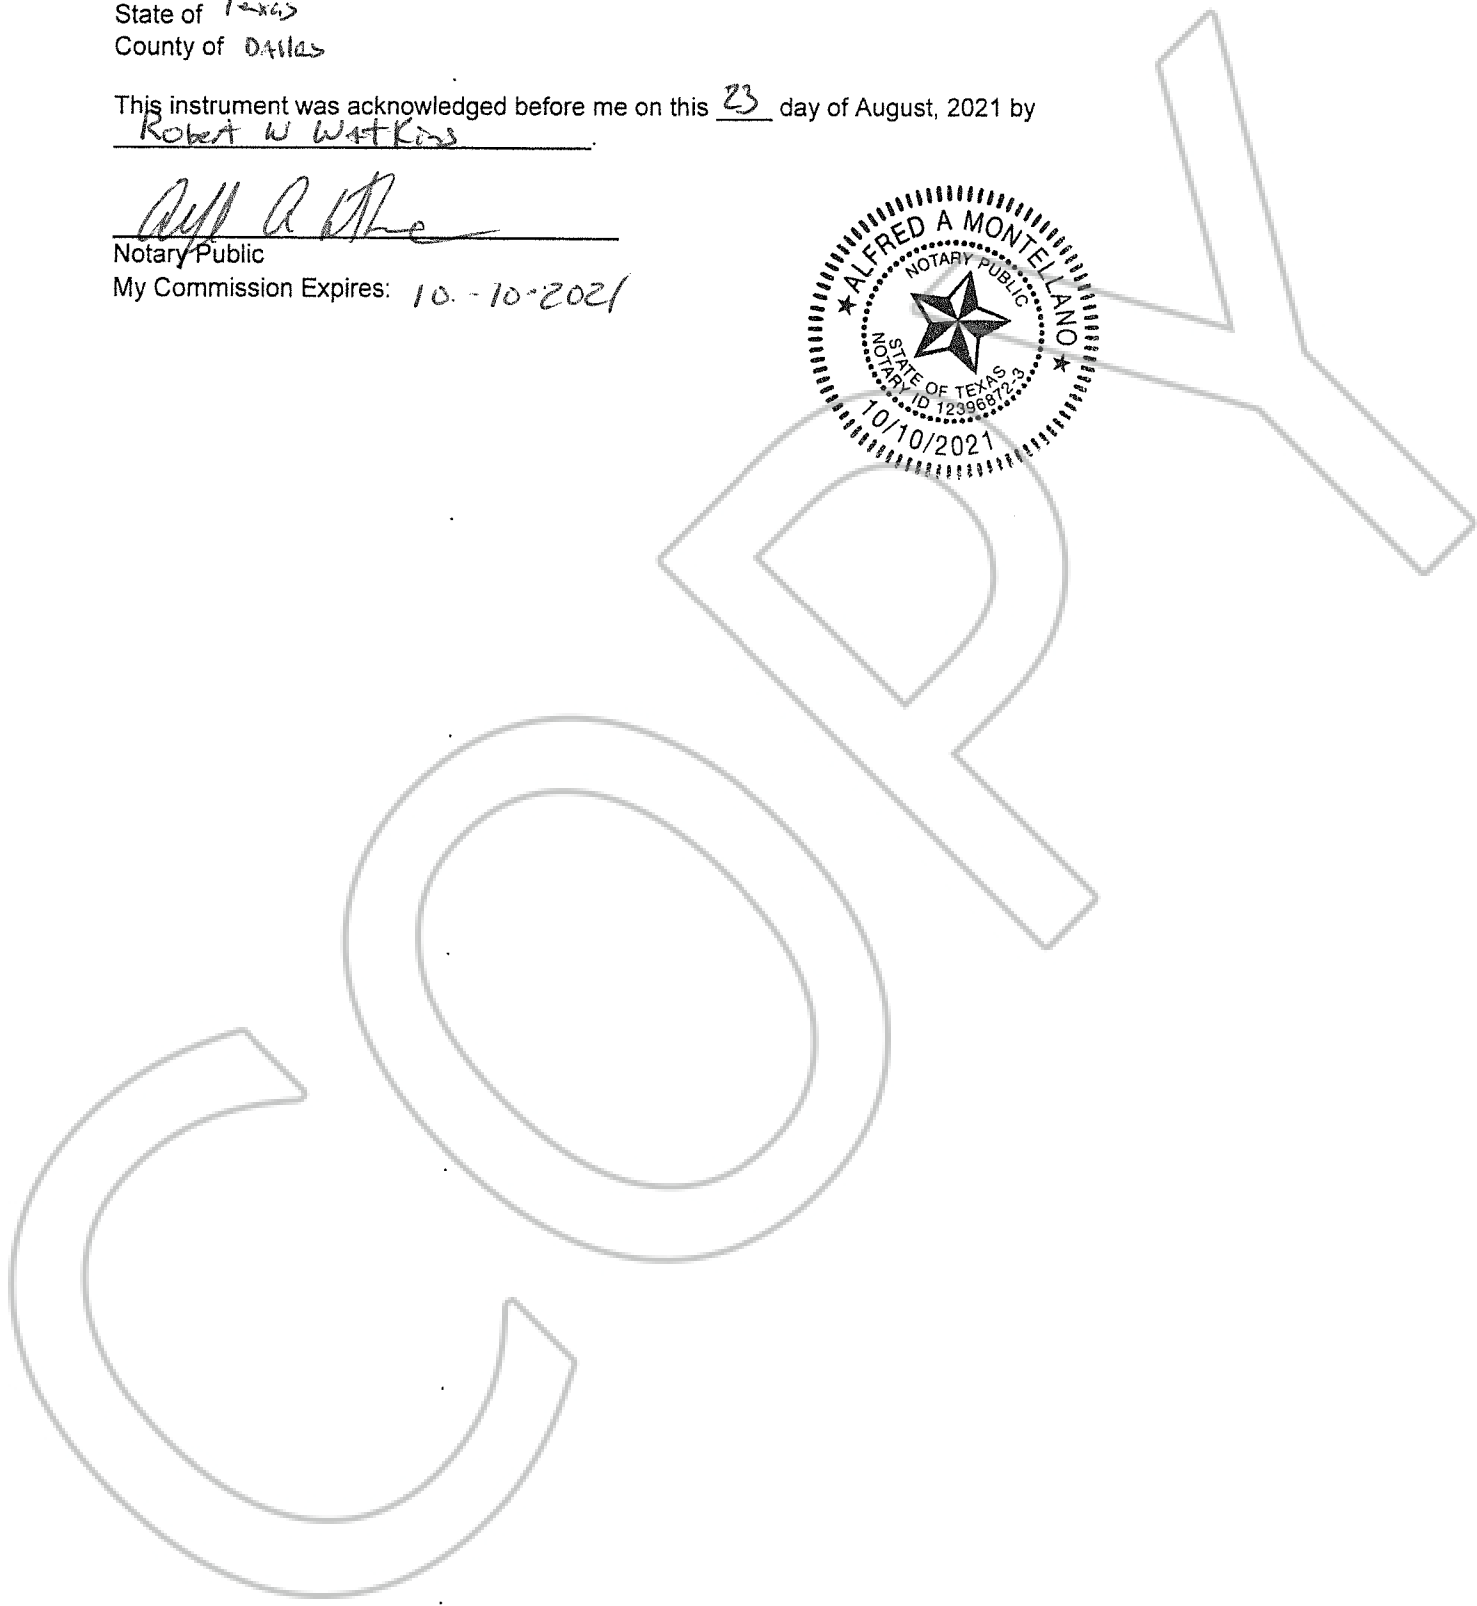 State of Texas
County of Dallas
This instrument was acknowledged before me on this 23 day of August, 2021 by
Robert W Watkins
Notary Public
My Commission Expires: 10-10-2021
ALFRED A MONTELLANO
NOTARY PUBLIC
STATE OF TEXAS
NOTARY ID 12396872-3
10/10/2021
COPY